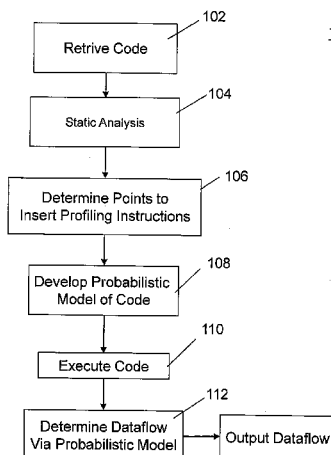 102
Retrive Code
104
Static Analysis
106
Determine Points to
Insert Profiling Instructions
108
Develop Probabilistic
Model of Code
110
Execute Code
112
Determine Dataflow
Via Probabilistic Model
Output Dataflow